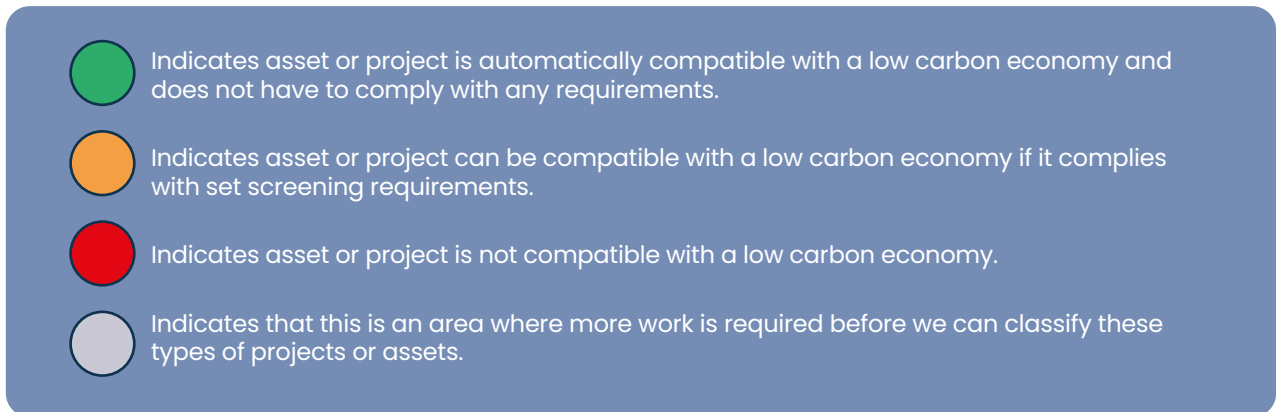 Indicates asset or project is automatically compatible with a low carbon economy and
does not have to comply with any requirements.
Indicates asset or project can be compatible with a low carbon economy if it complies
with set screening requirements.
Indicates asset or project is not compatible with a low carbon economy.
Indicates that this is an area where more work is required before we can classify these
types of projects or assets.